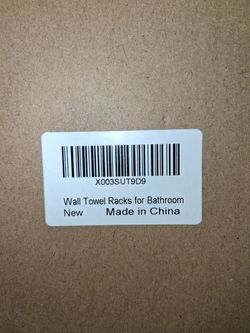 X003SUT9D9
Wall Towel Racks for Bathroom
New Made in China